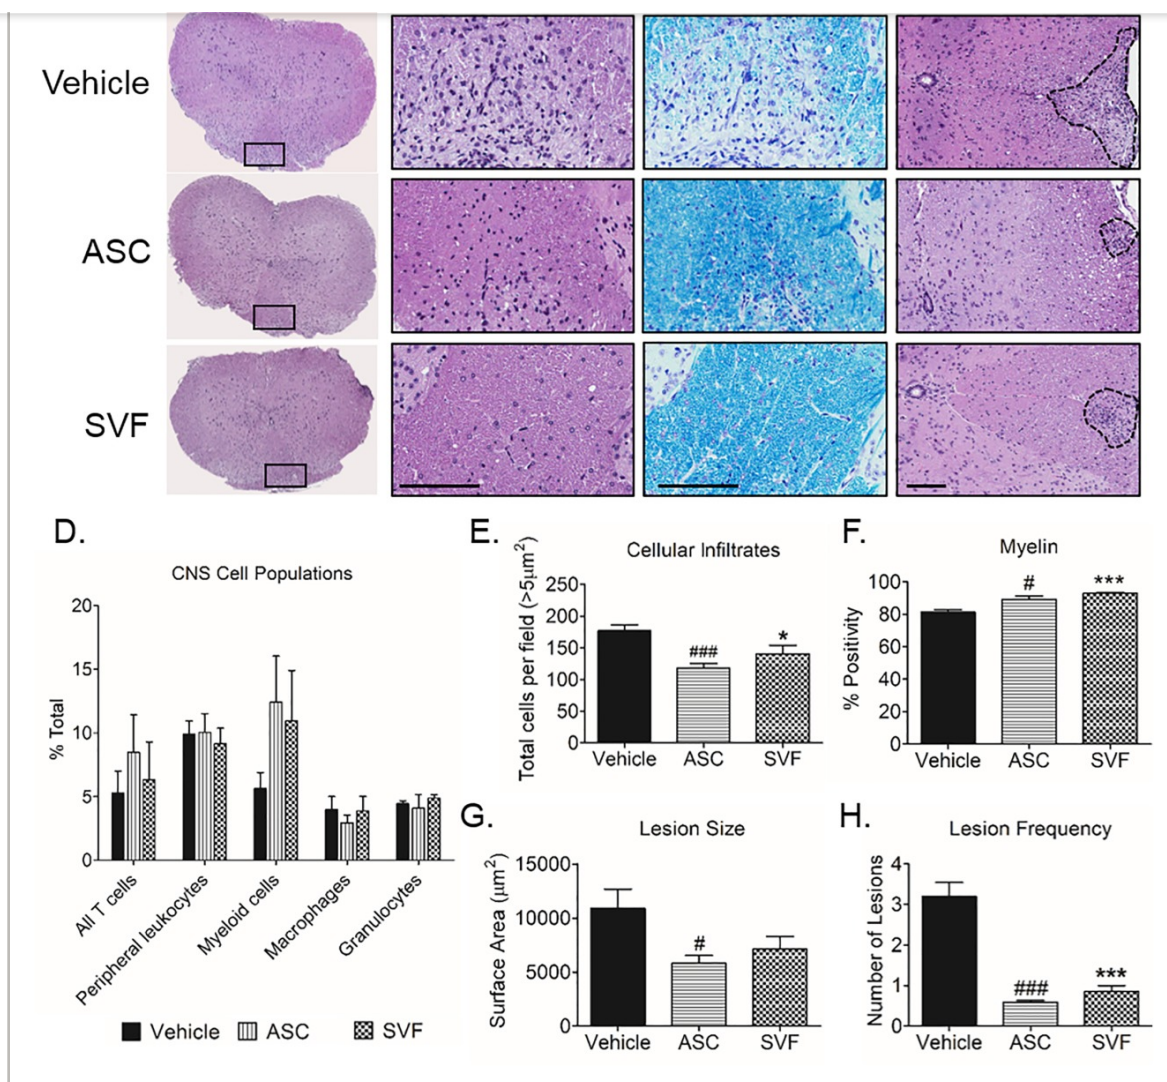 Vehicle
ASC
SVF
D.
CNS Cell Populations
% Total
20
15
10
5
0
All T cells
Peripheral leukocytes
Myeloid cells
Macrophages
Granulocytes
Vehicle ASC SVF
E.
Cellular Infiltrates
Total cells per field (>5µm²)
250
200
150
100
50
0
###
*
Vehicle ASC SVF
F.
Myelin
% Positivity
100
80
60
40
20
0
#
***
Vehicle ASC SVF
G.
Lesion Size
Surface Area (µm²)
15000
10000
5000
0
#
Vehicle ASC SVF
H.
Lesion Frequency
Number of Lesions
4
3
2
1
0
###
***
Vehicle ASC SVF